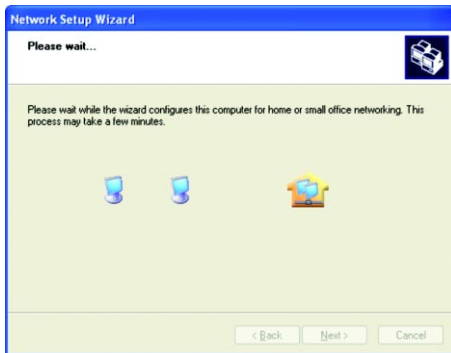 Network Setup Wizard
Please wait...
Please wait while the wizard configures this computer for home or small office networking. This
process may take a few minutes.
< Back
Next >
Cancel